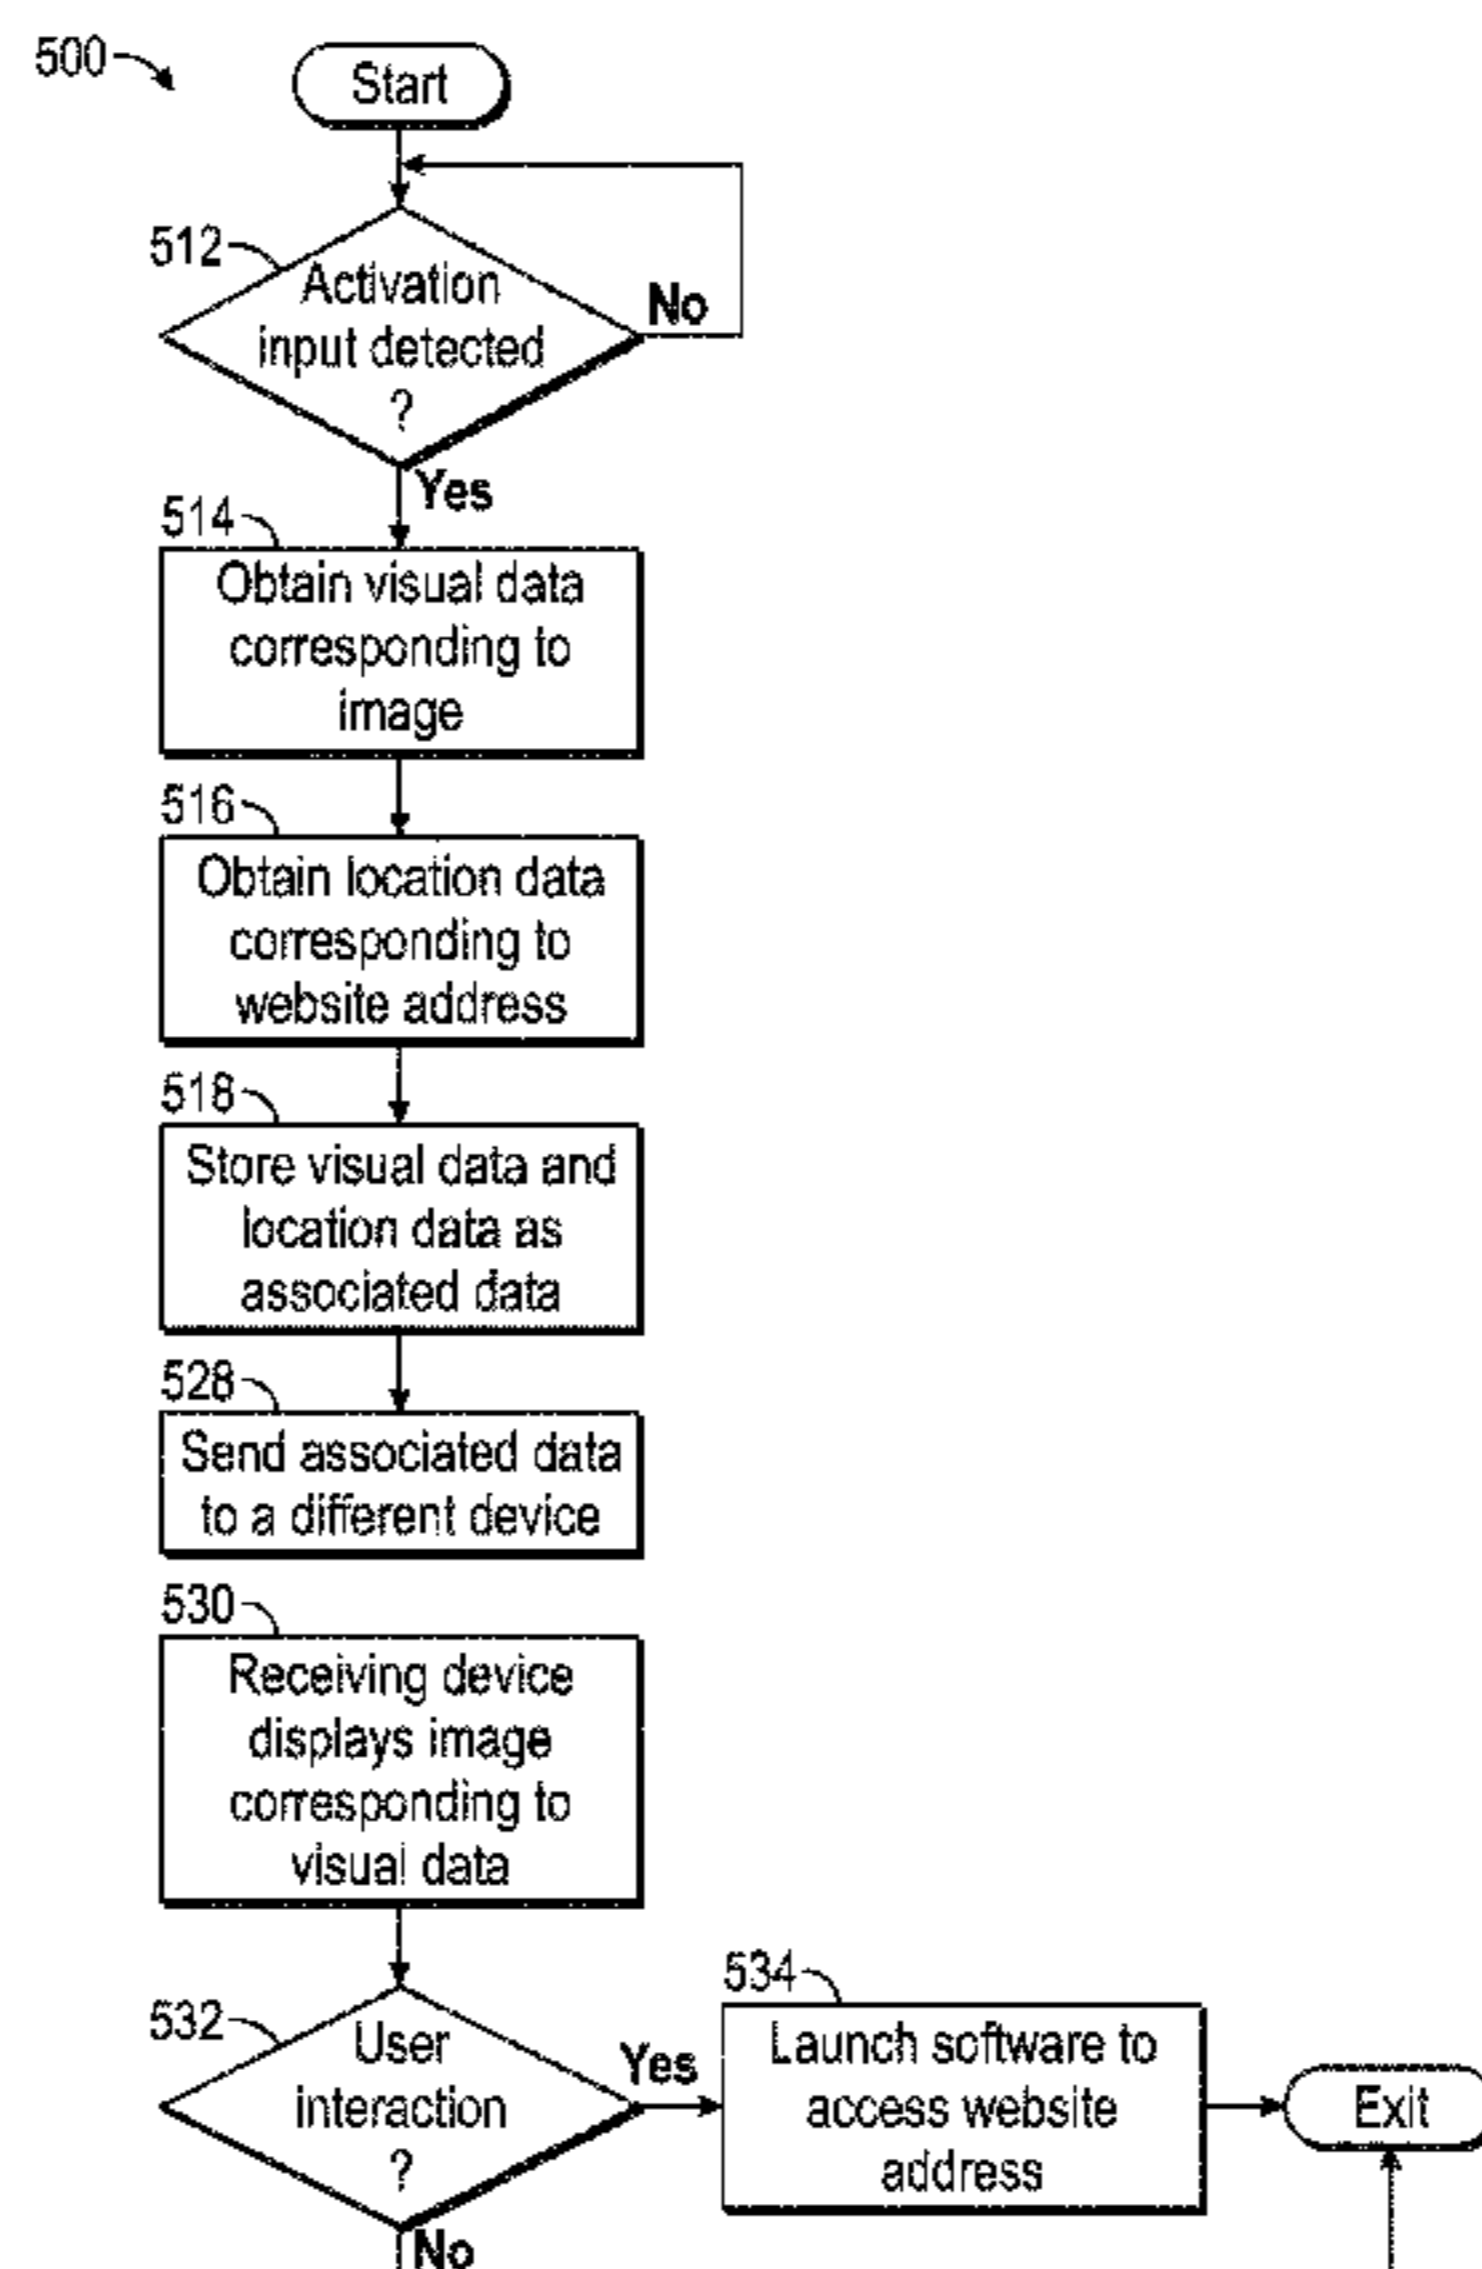 500
Start
512
Activation
input detected
?
No
Yes
514
Obtain visual data
corresponding to
image
516
Obtain location data
corresponding to
website address
518
Store visual data and
location data as
associated data
528
Send associated data
to a different device
530
Receiving device
displays image
corresponding to
visual data
532
User
interaction
?
Yes
534
Launch software to
access website
address
Exit
No